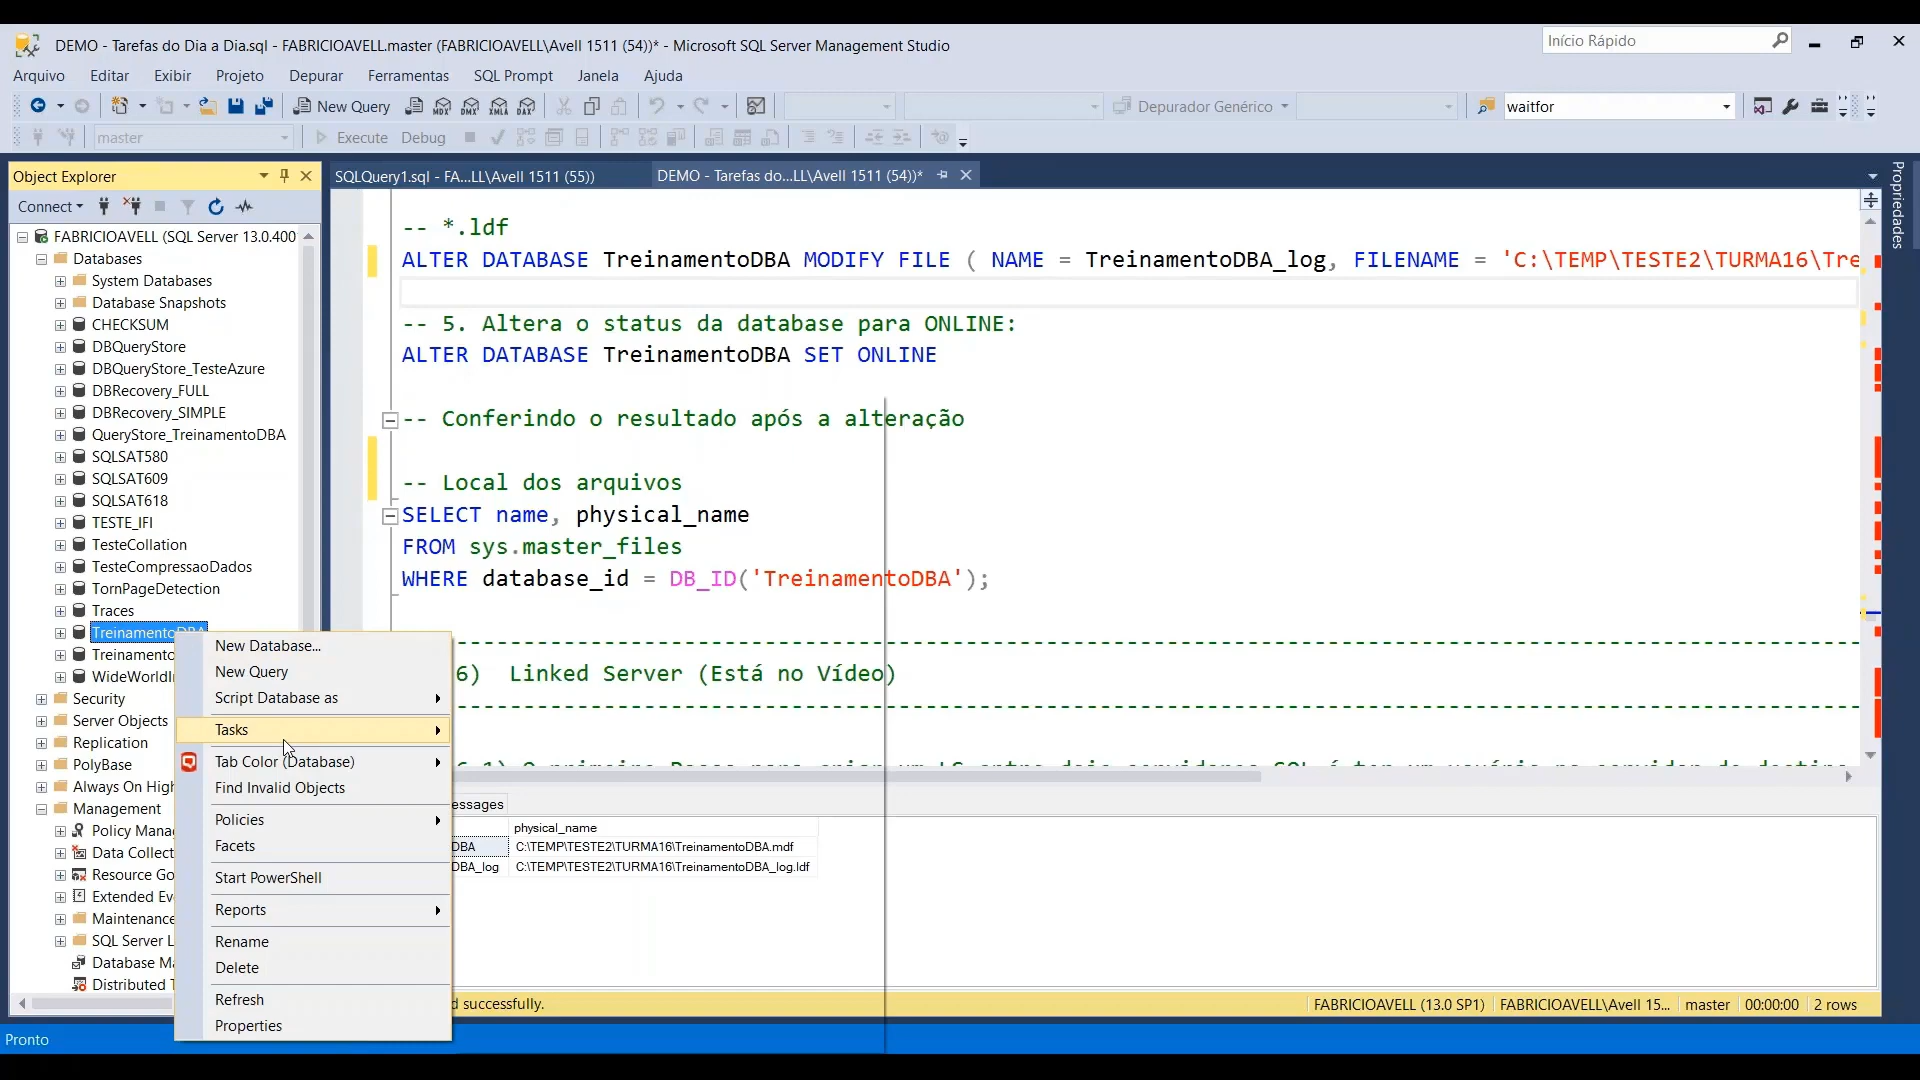 DEMO - Tarefas do Dia a Dia.sql - FABRICIOAVELL.master (FABRICIOAVELL\Avell 1511 (54))* - Microsoft SQL Server Management Studio
Início Rápido
Arquivo Editar Exibir Projeto Depurar Ferramentas SQL Prompt Janela Ajuda
New Query MDX DMX XMLA DAX Depurador Genérico waitfor
master Execute Debug
Object Explorer
Connect
FABRICIOAVELL (SQL Server 13.0.400
Databases
System Databases
Database Snapshots
CHECKSUM
DBQueryStore
DBQueryStore_TesteAzure
DBRecovery_FULL
DBRecovery_SIMPLE
QueryStore_TreinamentoDBA
SQLSAT580
SQLSAT609
SQLSAT618
TESTE_IFI
TesteCollation
TesteCompressaoDados
TornPageDetection
Traces
TreinamentoDBA
Treinamento
WideWorldI
Security
Server Objects
Replication
PolyBase
Always On High
Management
Policy Mana
Data Collect
Resource Go
Extended Ev
Maintenance
SQL Server L
Database Ma
Distributed T
New Database...
New Query
Script Database as
Tasks
Tab Color (Database)
Find Invalid Objects
Policies
Facets
Start PowerShell
Reports
Rename
Delete
Refresh
Properties
SQLQuery1.sql - FA...LL\Avell 1511 (55))
DEMO - Tarefas do...LL\Avell 1511 (54))*
-- *.ldf
ALTER DATABASE TreinamentoDBA MODIFY FILE ( NAME = TreinamentoDBA_log, FILENAME = 'C:\TEMP\TESTE2\TURMA16\Tre
-- 5. Altera o status da database para ONLINE:
ALTER DATABASE TreinamentoDBA SET ONLINE
-- Conferindo o resultado após a alteração
-- Local dos arquivos
SELECT name, physical_name
FROM sys.master_files
WHERE database_id = DB_ID('TreinamentoDBA');
6) Linked Server (Está no Vídeo)
essages
physical_name
DBA C:\TEMP\TESTE2\TURMA16\TreinamentoDBA.mdf
DBA_log C:\TEMP\TESTE2\TURMA16\TreinamentoDBA_log.ldf
d successfully.
FABRICIOAVELL (13.0 SP1) FABRICIOAVELL\Avell 15... master 00:00:00 2 rows
Propriedades
Pronto